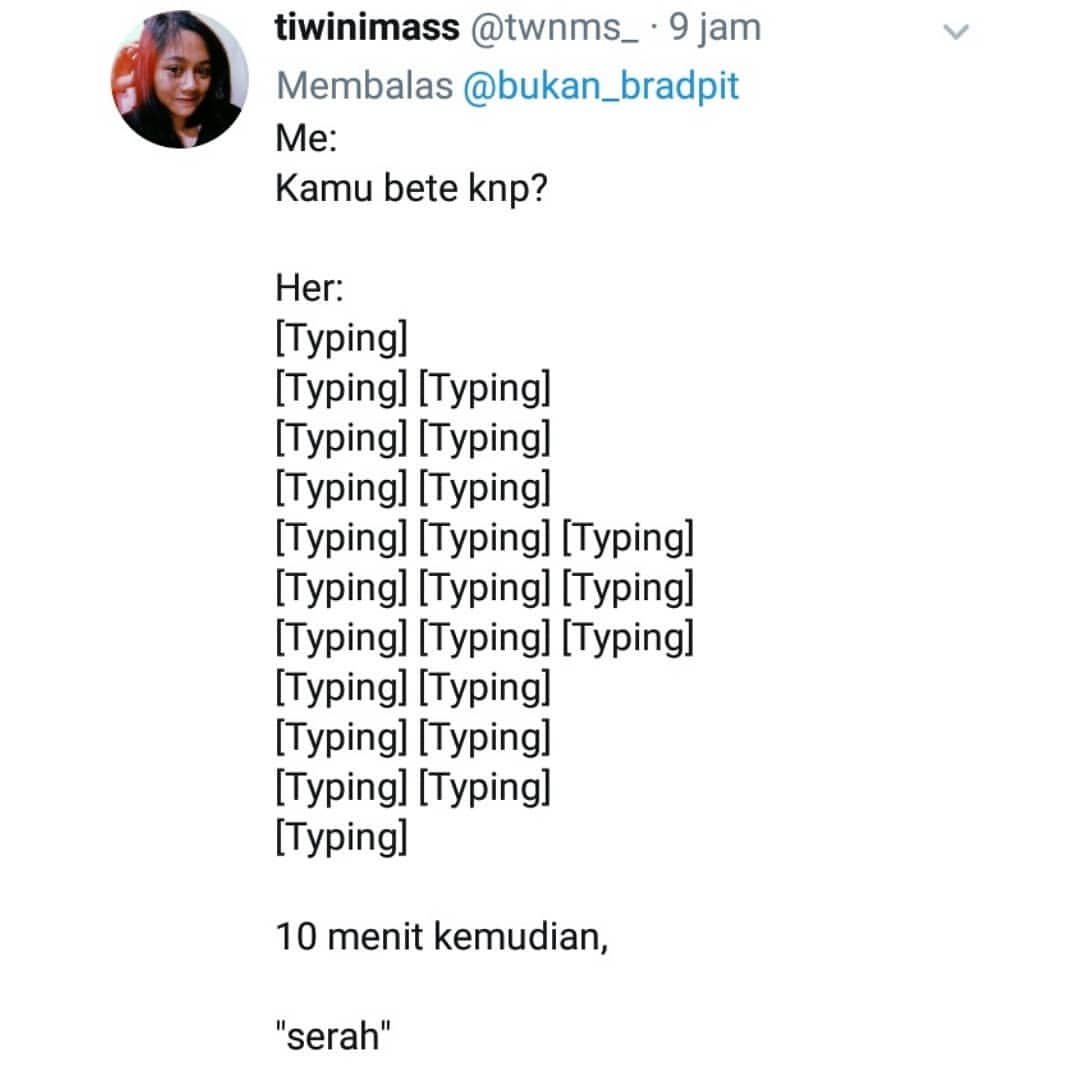 tiwinimass @twnms_ · 9 jam
Membalas @bukan_bradpit
Me:
Kamu bete knp?
Her:
[Typing]
[Typing] [Typing]
[Typing] [Typing]
[Typing] [Typing]
[Typing] [Typing] [Typing]
[Typing] [Typing] [Typing]
[Typing] [Typing] [Typing]
[Typing] [Typing]
[Typing] [Typing]
[Typing] [Typing]
[Typing]
10 menit kemudian,
"serah"